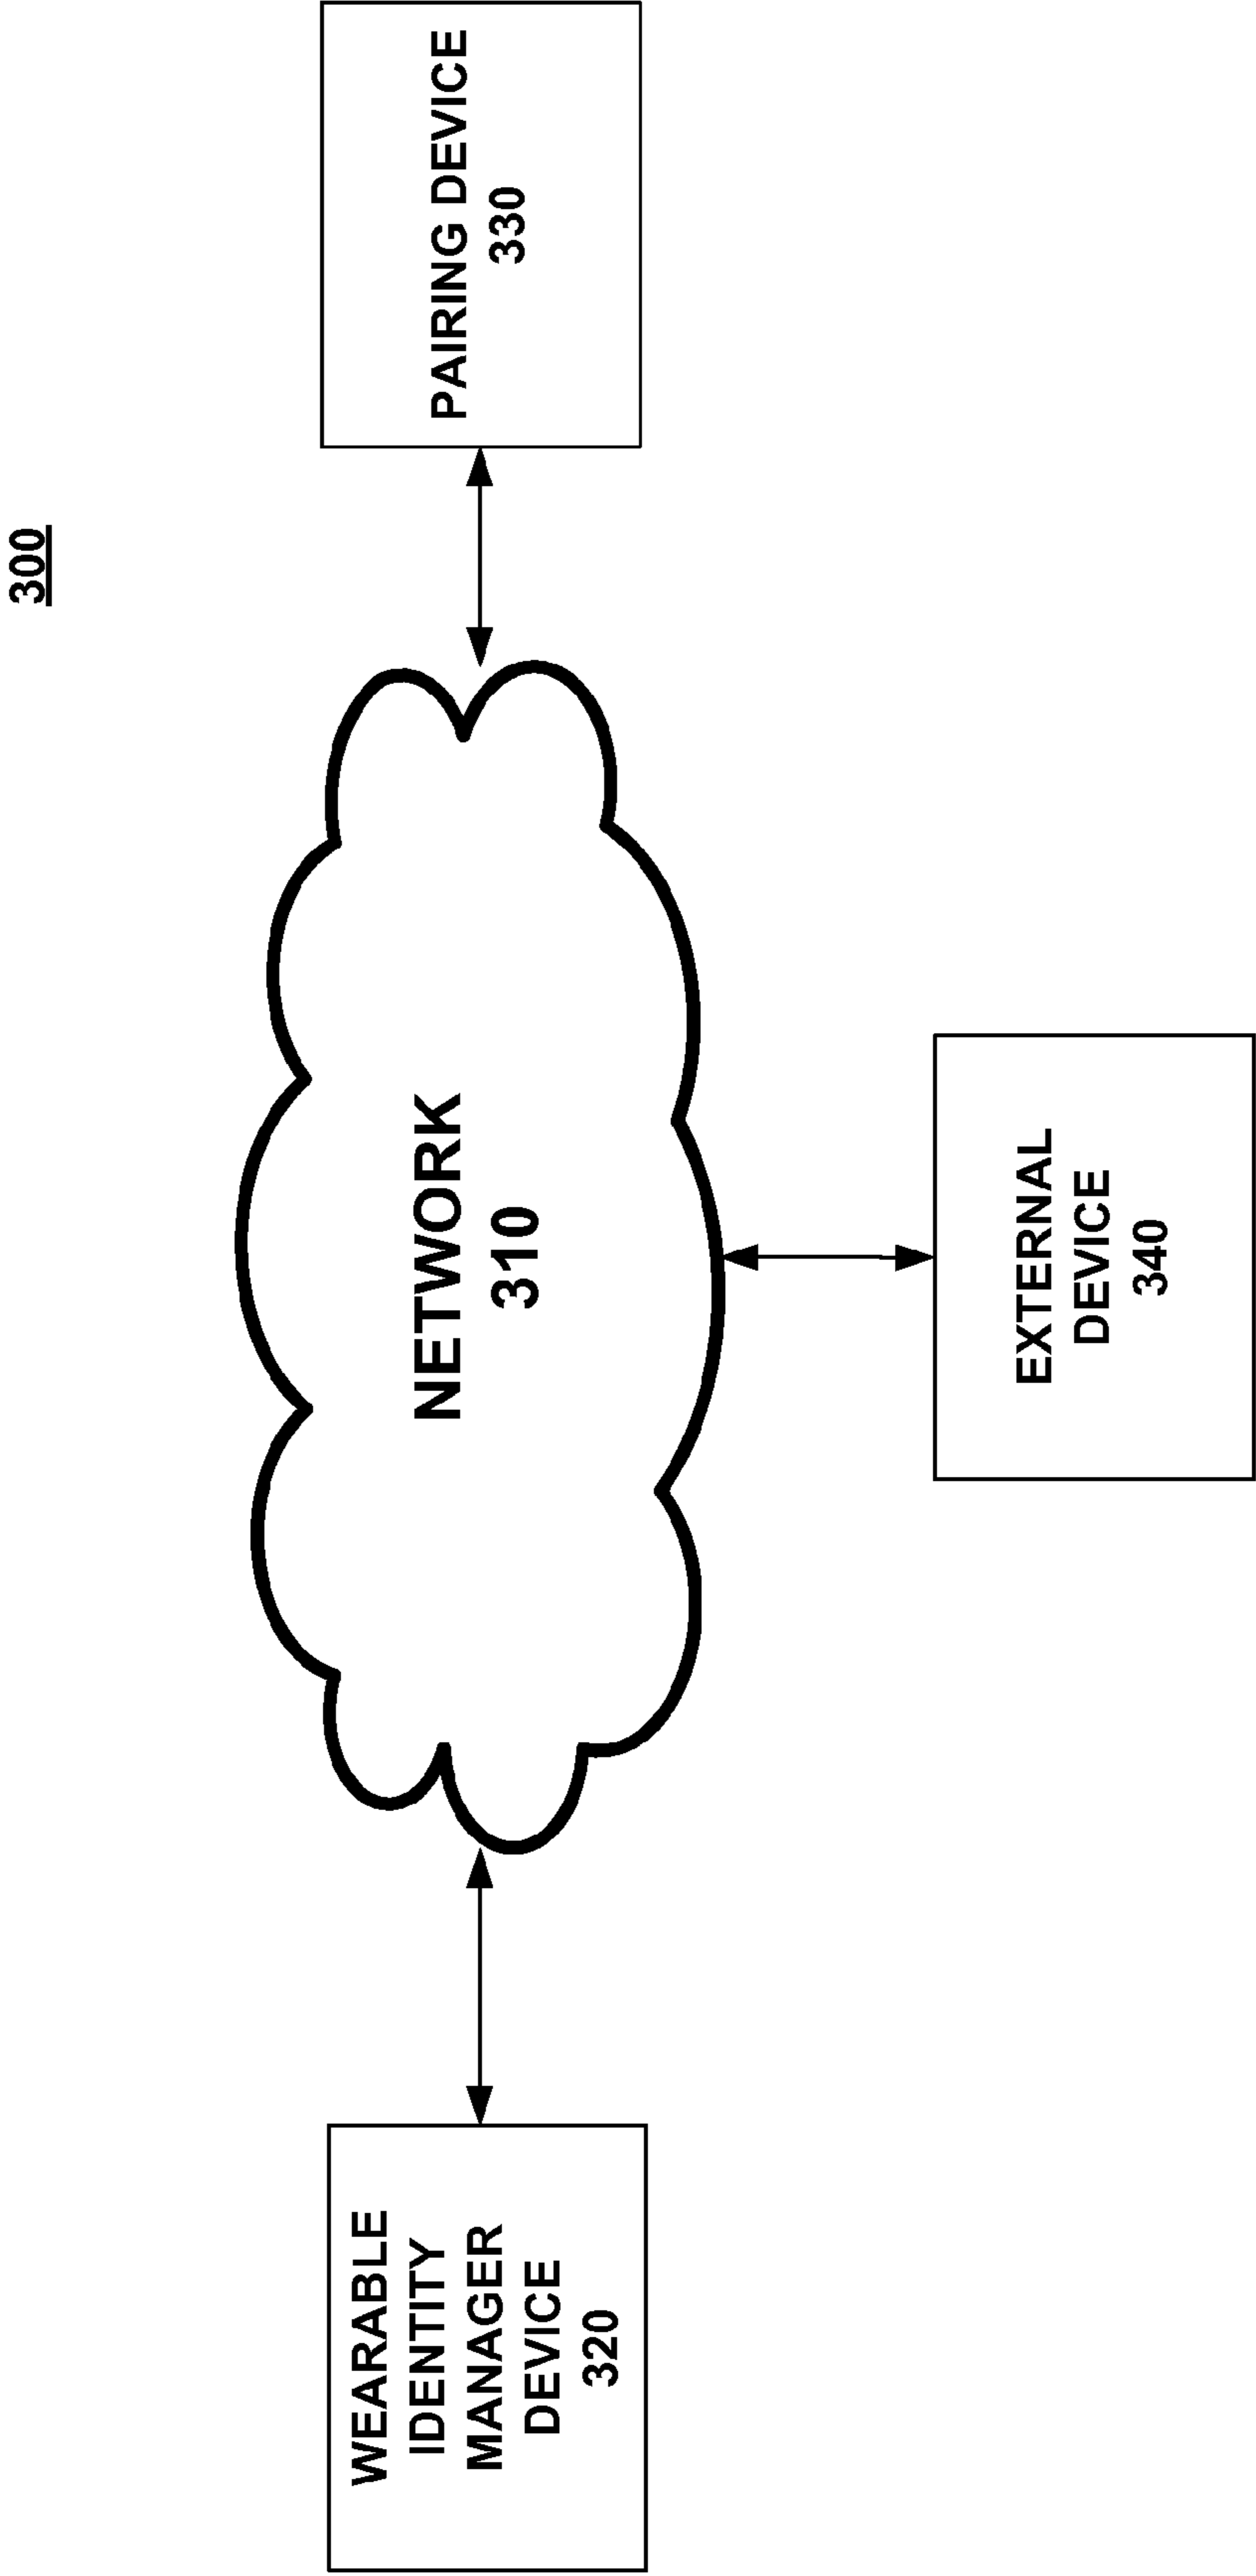 300
WEARABLE
IDENTITY
MANAGER
DEVICE
320
NETWORK
310
PAIRING DEVICE
330
EXTERNAL
DEVICE
340